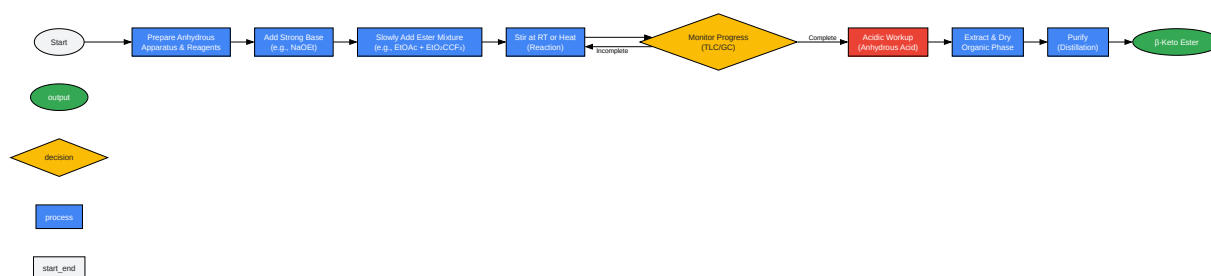 Start
Prepare Anhydrous
Apparatus & Reagents
Add Strong Base
(e.g., NaOEt)
Slowly Add Ester Mixture
(e.g., EtOAc + EtO₂CCF₃)
Stir at RT or Heat
(Reaction)
Incomplete
Monitor Progress
(TLC/GC)
Complete
Acidic Workup
(Anhydrous Acid)
Extract & Dry
Organic Phase
Purify
(Distillation)
β-Keto Ester
output
decision
process
start_end